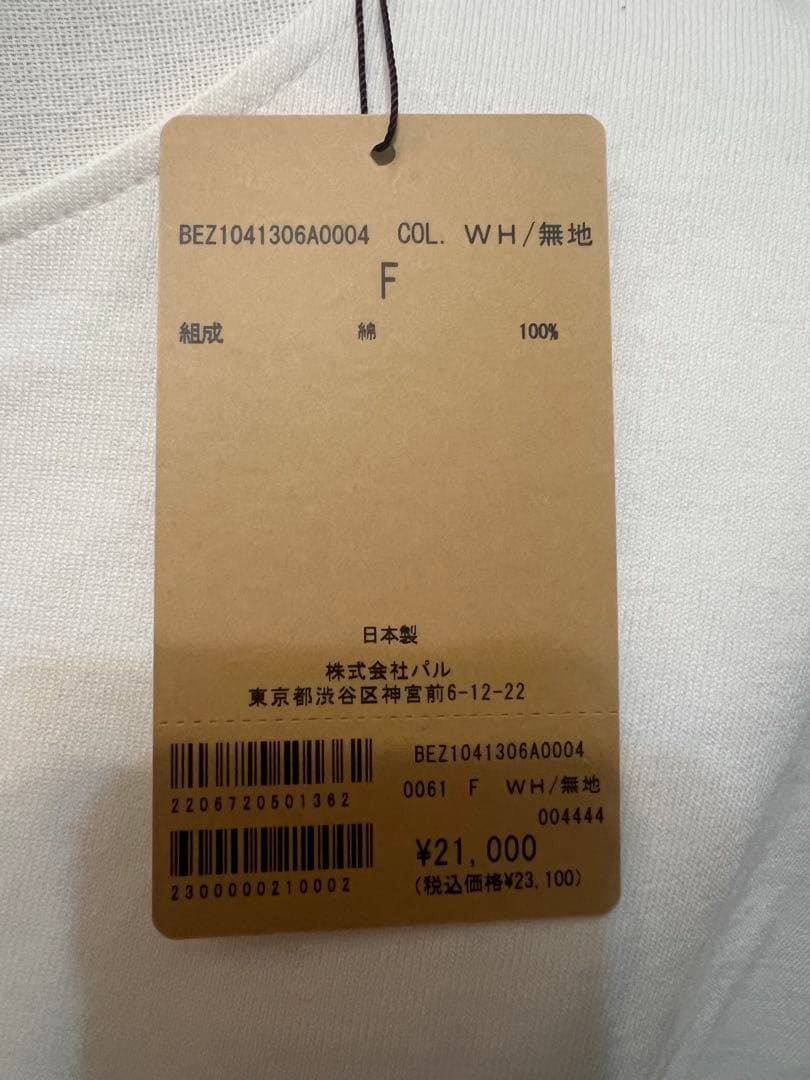 BEZ1041306A0004 COL. WH/無地
F
組成 綿 100%
日本製
株式会社パル
東京都渋谷区神宮前6-12-22
BEZ1041306A0004
2206720501362
0061 F WH/無地
004444
¥21,000
2300000210002
(税込価格¥23,100)